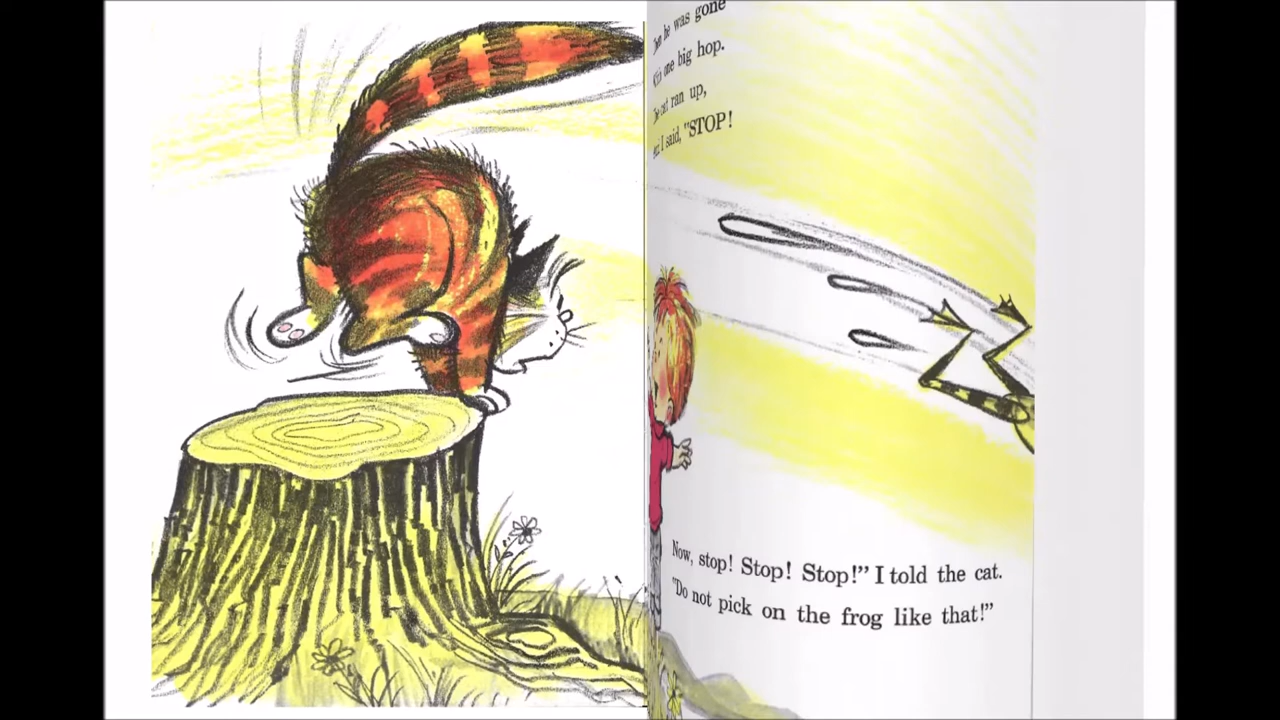 he was gone
one big hop.
cat ran up,
I said, "STOP!
Now, stop! Stop! Stop!" I told the cat.
"Do not pick on the frog like that!"